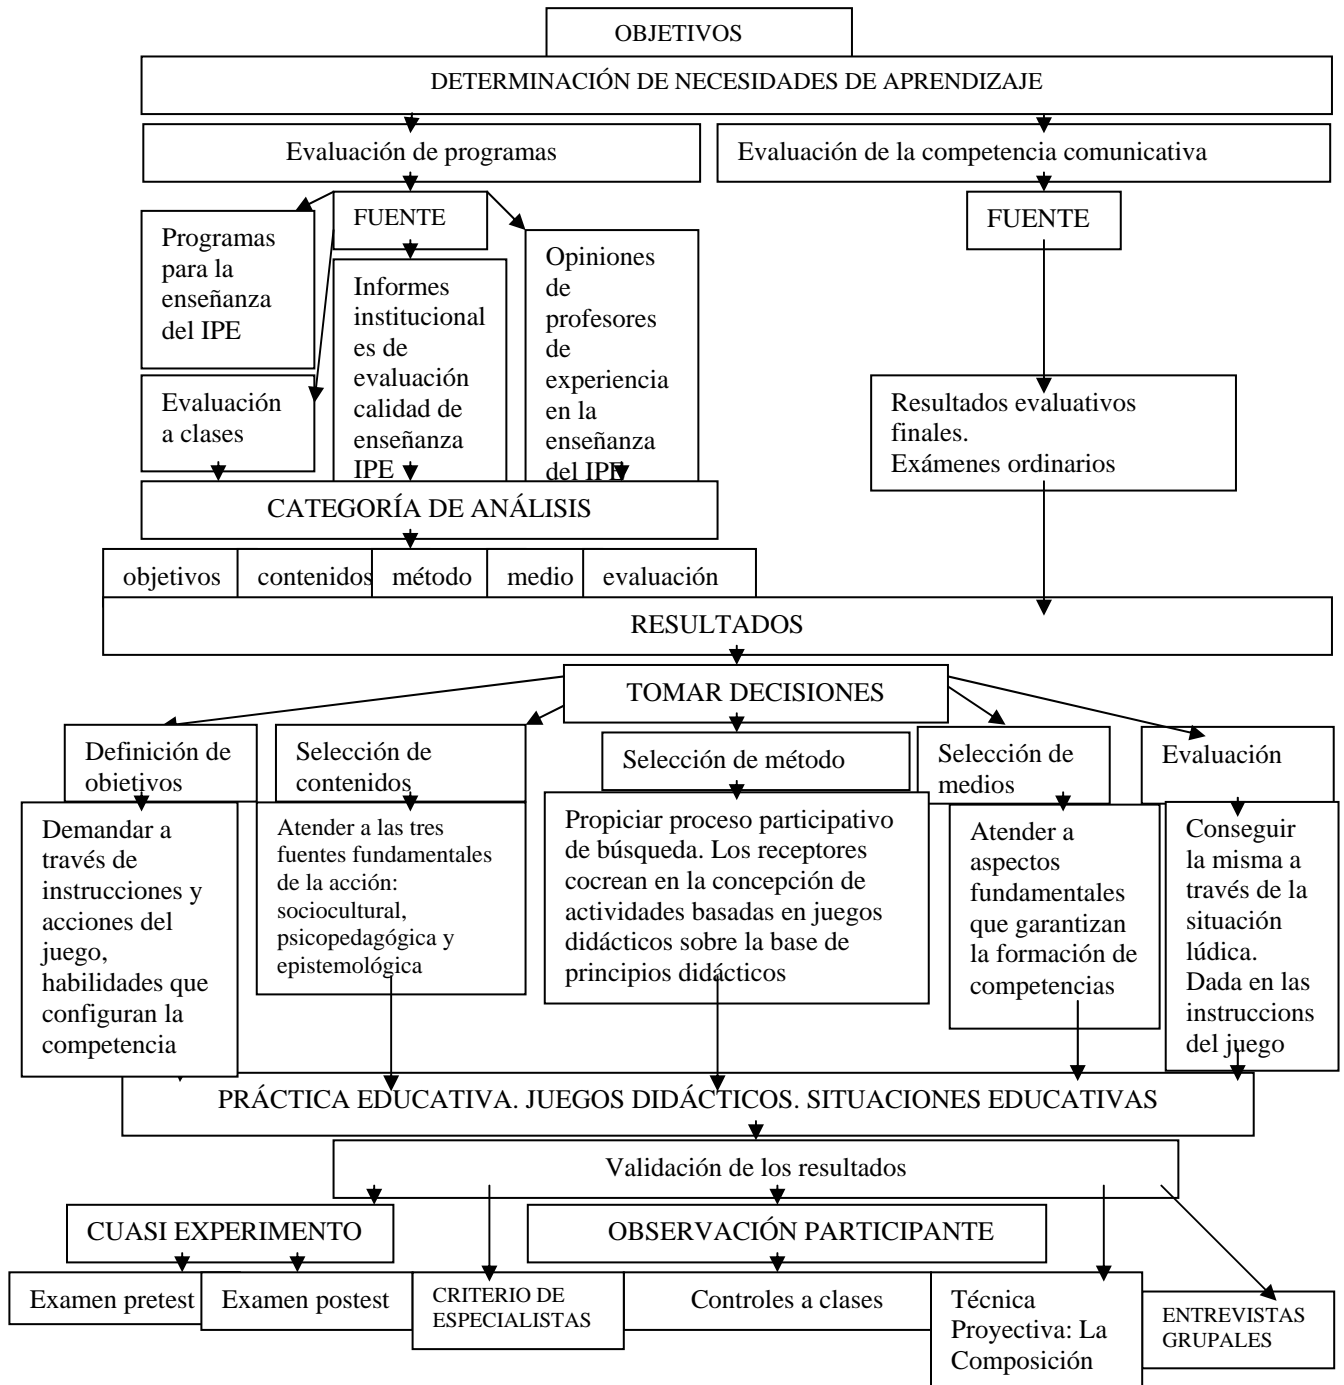 OBJETIVOS
DETERMINACIÓN DE NECESIDADES DE APRENDIZAJE
Evaluación de programas
Evaluación de la competencia comunicativa
FUENTE
FUENTE
Programas
para la
enseñanza
del IPE
Informes
institucional
es de
evaluación
calidad de
enseñanza
IPE
Opiniones
de
profesores
de
experiencia
en la
enseñanza
del IPE
Evaluación
a clases
Resultados evaluativos
finales.
Exámenes ordinarios
CATEGORÍA DE ANÁLISIS
objetivos
contenidos
método
medio
evaluación
RESULTADOS
TOMAR DECISIONES
Definición de
objetivos
Selección de
contenidos
Selección de método
Selección de
medios
Evaluación
Demandar a
través de
instrucciones y
acciones del
juego,
habilidades que
configuran la
competencia
Atender a las tres
fuentes fundamentales
de la acción:
sociocultural,
psicopedagógica y
epistemológica
Propiciar proceso participativo
de búsqueda. Los receptores
cocrean en la concepción de
actividades basadas en juegos
didácticos sobre la base de
principios didácticos
Atender a
aspectos
fundamentales
que garantizan
la formación de
competencias
Conseguir
la misma a
través de la
situación
lúdica.
Dada en las
instruccions
del juego
PRÁCTICA EDUCATIVA. JUEGOS DIDÁCTICOS. SITUACIONES EDUCATIVAS
Validación de los resultados
CUASI EXPERIMENTO
OBSERVACIÓN PARTICIPANTE
Examen pretest
Examen postest
CRITERIO DE
ESPECIALISTAS
Controles a clases
Técnica
Proyectiva: La
Composición
ENTREVISTAS
GRUPALES